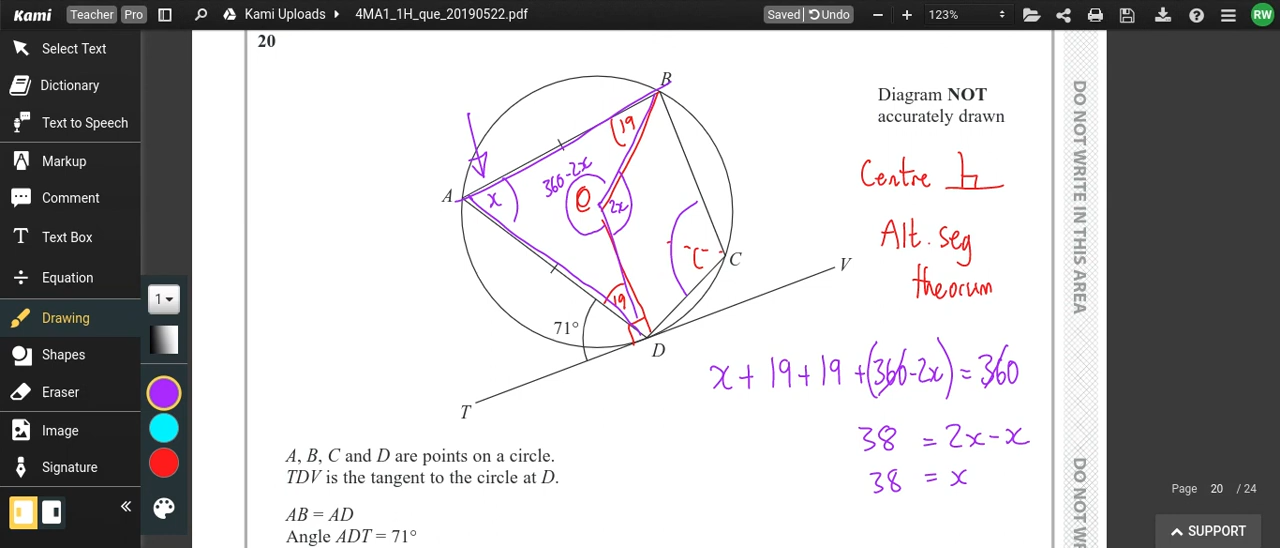 Kami Teacher Pro Kami Uploads 4MA1_1H_que_20190522.pdf Saved Undo 123% RW
Select Text
Dictionary
Text to Speech
Markup
Comment
Text Box
Equation
Drawing
Shapes
Eraser
Image
Signature
1
20
B
A
C
D
T
V
71°
19
19
x
360-2x
2x
O
C
Diagram NOT
accurately drawn
Centre
Alt. seg
theorum
x + 19 + 19 + (360-2x) = 360
38 = 2x - x
38 = x
A, B, C and D are points on a circle.
TDV is the tangent to the circle at D.
AB = AD
Angle ADT = 71°
DO NOT WRITE IN THIS AREA
Page 20 / 24
SUPPORT